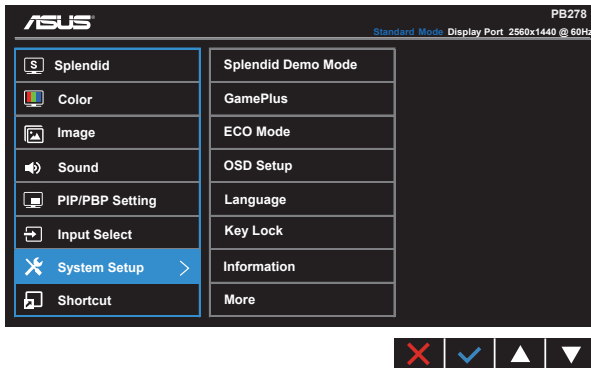 ASUS
PB278
Standard Mode Display Port 2560x1440 @ 60Hz
S Splendid
Color
Image
Sound
PIP/PBP Setting
Input Select
System Setup >
Shortcut
Splendid Demo Mode
GamePlus
ECO Mode
OSD Setup
Language
Key Lock
Information
More